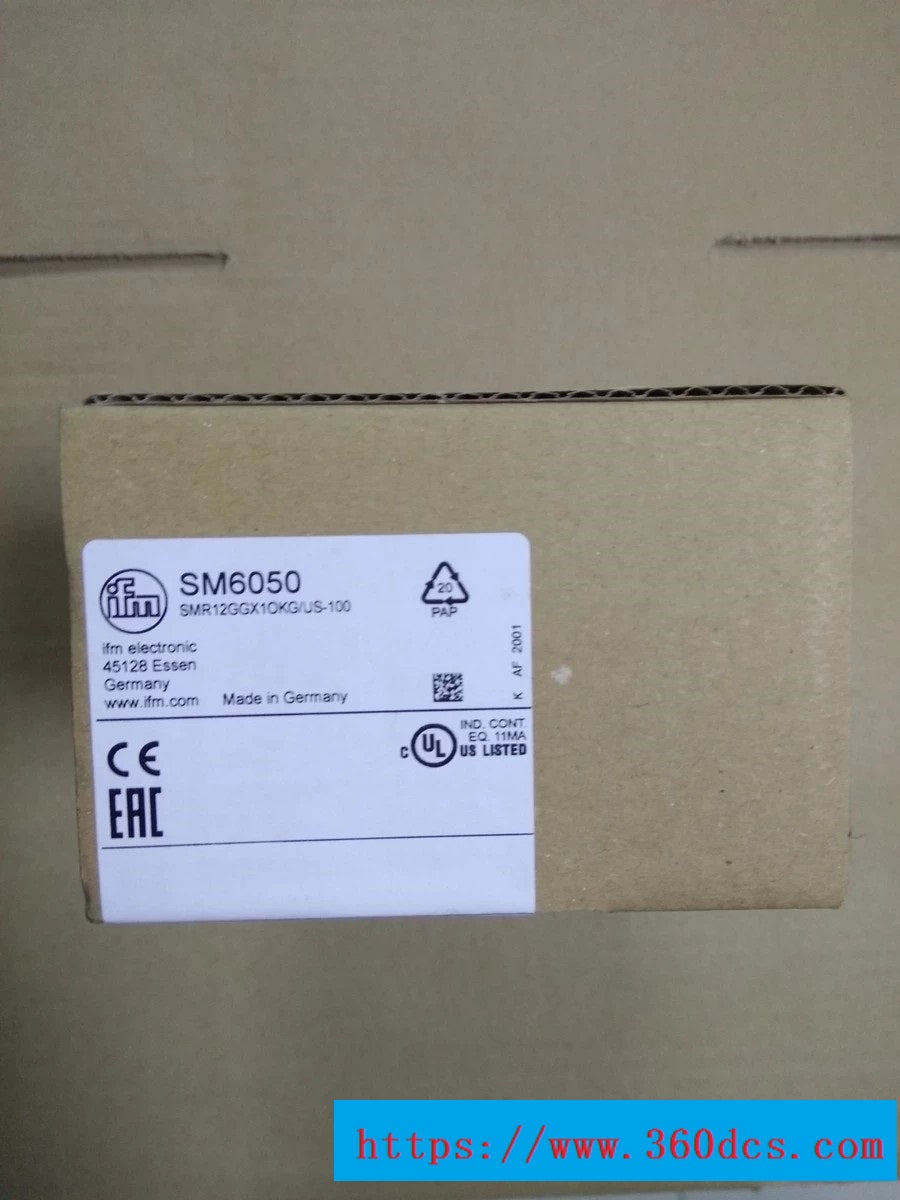 ifm
SM6050
SMR12GGX1OKG/US-100
20
PAP
ifm electronic
45128 Essen
Germany
www.ifm.com
Made in Germany
K AF 2001
CE
EAC
C UL US LISTED
IND. CONT.
EQ. 11MA
https://www.360dcs.com